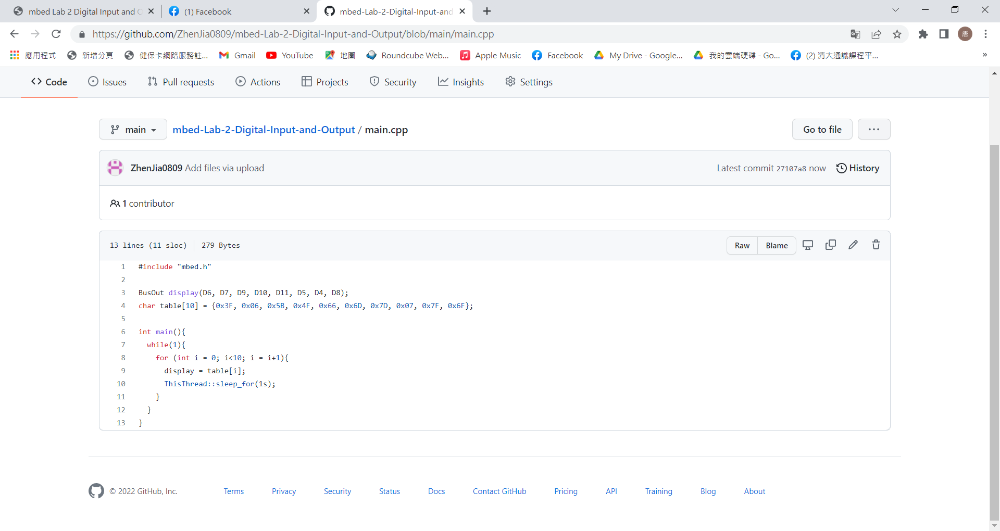 mbed Lab 2 Digital Input and
(1) Facebook
mbed-Lab-2-Digital-Input-and
https://github.com/ZhenJia0809/mbed-Lab-2-Digital-Input-and-Output/blob/main/main.cpp
唐
應用程式 新增分頁 健保卡網路服務註... Gmail YouTube 地圖 Roundcube Web... Apple Music Facebook My Drive - Google... 我的雲端硬碟 - Go... (2) 清大通識課程平... »
Code Issues Pull requests Actions Projects Security Insights Settings
main mbed-Lab-2-Digital-Input-and-Output / main.cpp Go to file ...
ZhenJia0809 Add files via upload Latest commit 27107a8 now History
1 contributor
13 lines (11 sloc) 279 Bytes Raw Blame
1 #include "mbed.h"
2
3 BusOut display(D6, D7, D9, D10, D11, D5, D4, D8);
4 char table[10] = {0x3F, 0x06, 0x5B, 0x4F, 0x66, 0x6D, 0x7D, 0x07, 0x7F, 0x6F};
5
6 int main(){
7 while(1){
8 for (int i = 0; i<10; i = i+1){
9 display = table[i];
10 ThisThread::sleep_for(1s);
11 }
12 }
13 }
© 2022 GitHub, Inc. Terms Privacy Security Status Docs Contact GitHub Pricing API Training Blog About